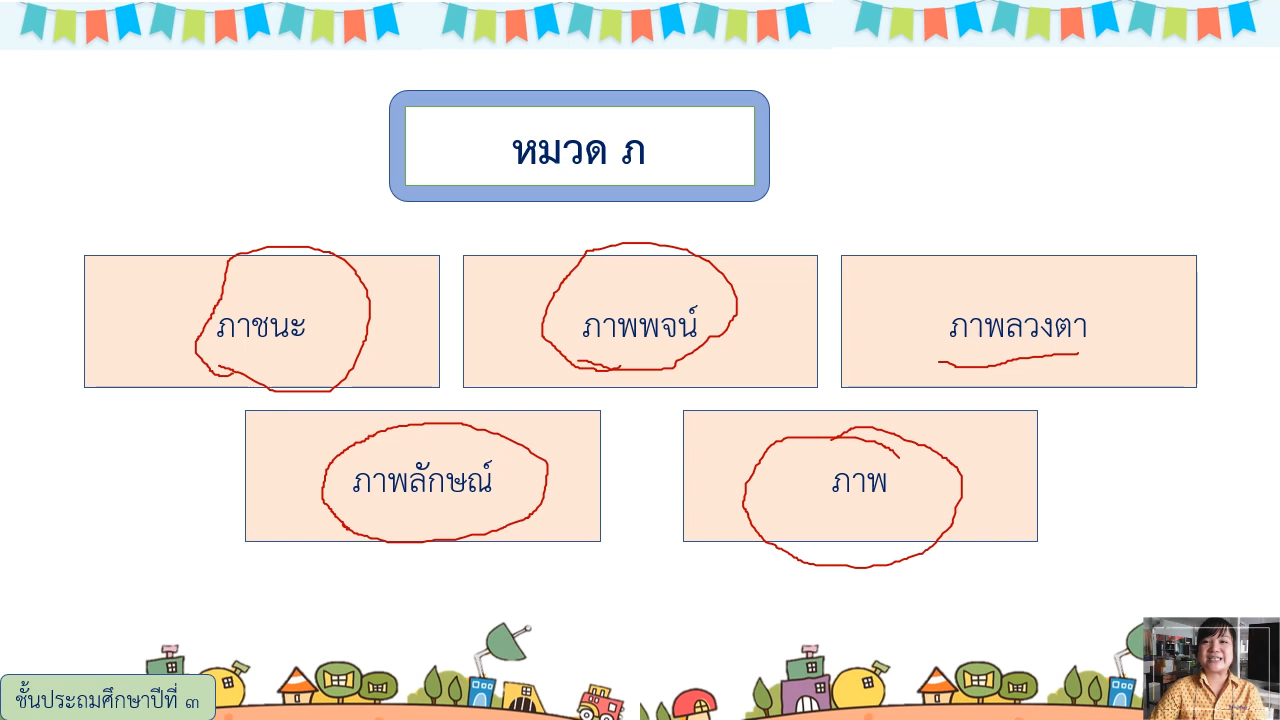 หมวด ภ
ภาชนะ
ภาพพจน์
ภาพลวงตา
ภาพลักษณ์
ภาพ
ชั้นประถมศึกษาปีที่ ๓